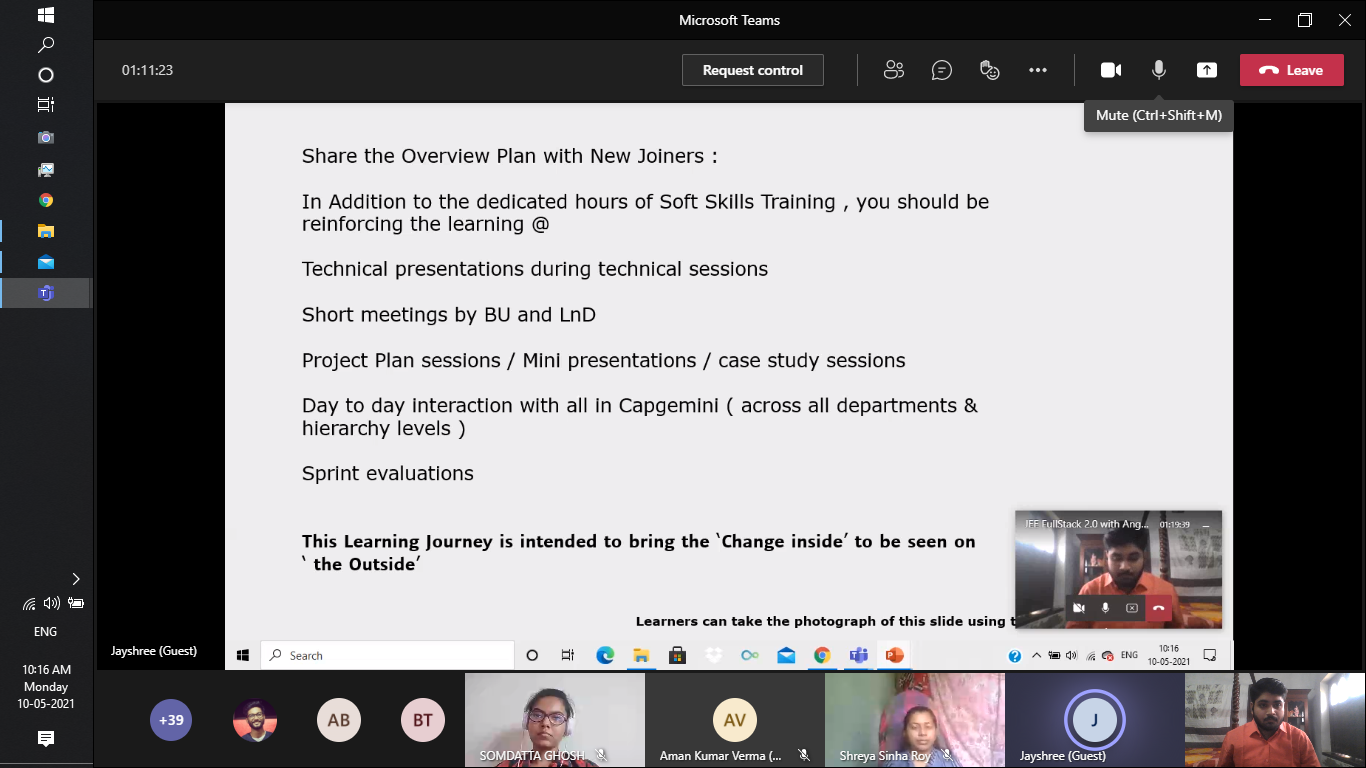 Microsoft Teams
01:11:23
Request control
Leave
Mute (Ctrl+Shift+M)
Share the Overview Plan with New Joiners :
In Addition to the dedicated hours of Soft Skills Training , you should be
reinforcing the learning @
Technical presentations during technical sessions
Short meetings by BU and LnD
Project Plan sessions / Mini presentations / case study sessions
Day to day interaction with all in Capgemini ( across all departments &
hierarchy levels )
Sprint evaluations
This Learning Journey is intended to bring the ‘Change inside’ to be seen on
‘ the Outside’
JEE FullStack 2.0 with Ang... 01:19:39
Learners can take the photograph of this slide using t
Jayshree (Guest)
Search
ENG
10:16
10-05-2021
ENG
10:16 AM
Monday
10-05-2021
+39
AB
BT
SOMDATTA GHOSH
AV
Aman Kumar Verma (...
Shreya Sinha Roy
J
Jayshree (Guest)